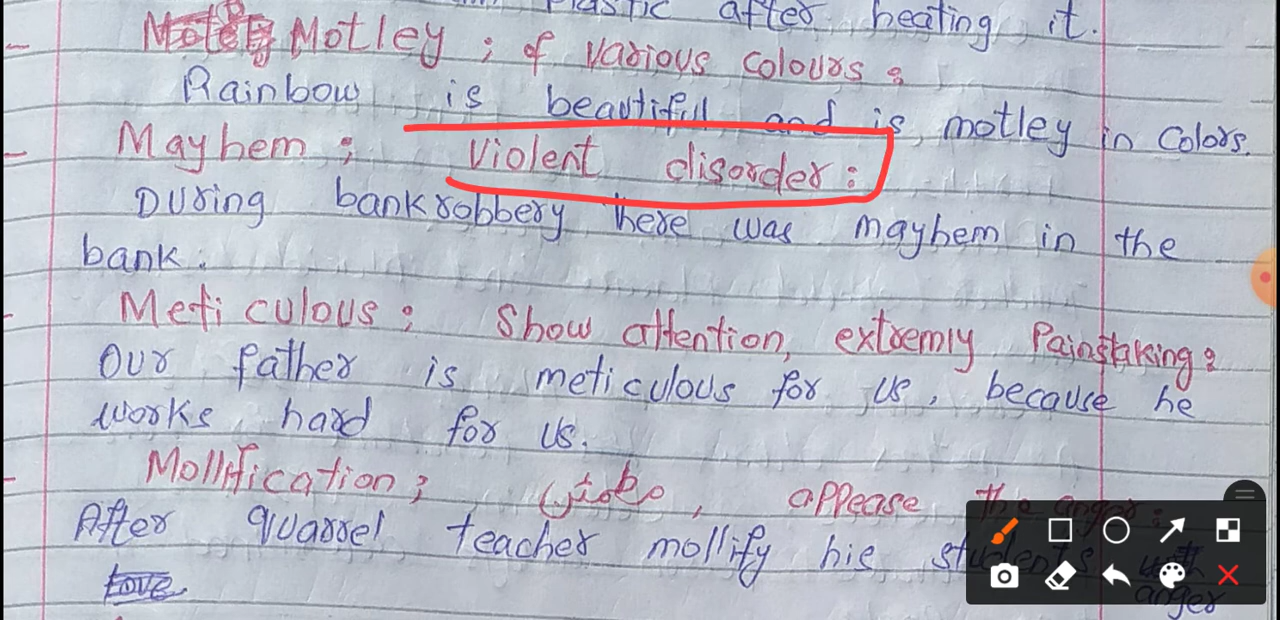 plastic after heating it.
Motley ; of various colours :
Rainbow is beautiful and is motley in Colors.
Mayhem ; Violent disorder :
During bank robbery there was mayhem in the
bank.
Meticulous : Show attention, extremly Painstaking :
Our father is meticulous for us, because he
works hard for us.
Mollification ; , appease the anger :
After quarrel teacher mollify his students
Love
anger